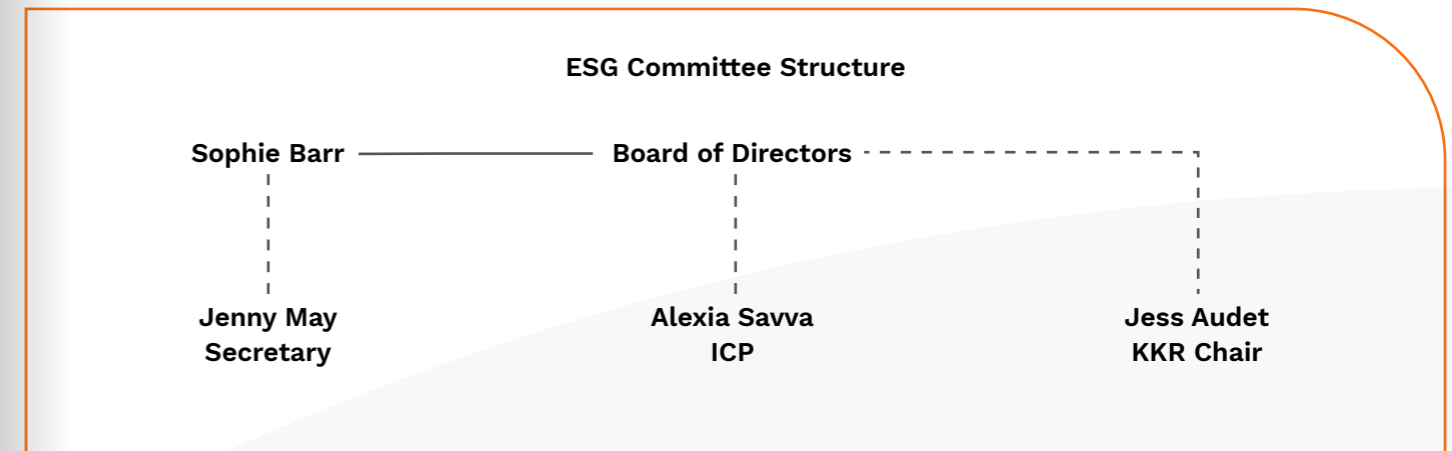 ESG Committee Structure
Sophie Barr
Board of Directors
Jenny May
Secretary
Alexia Savva
ICP
Jess Audet
KKR Chair